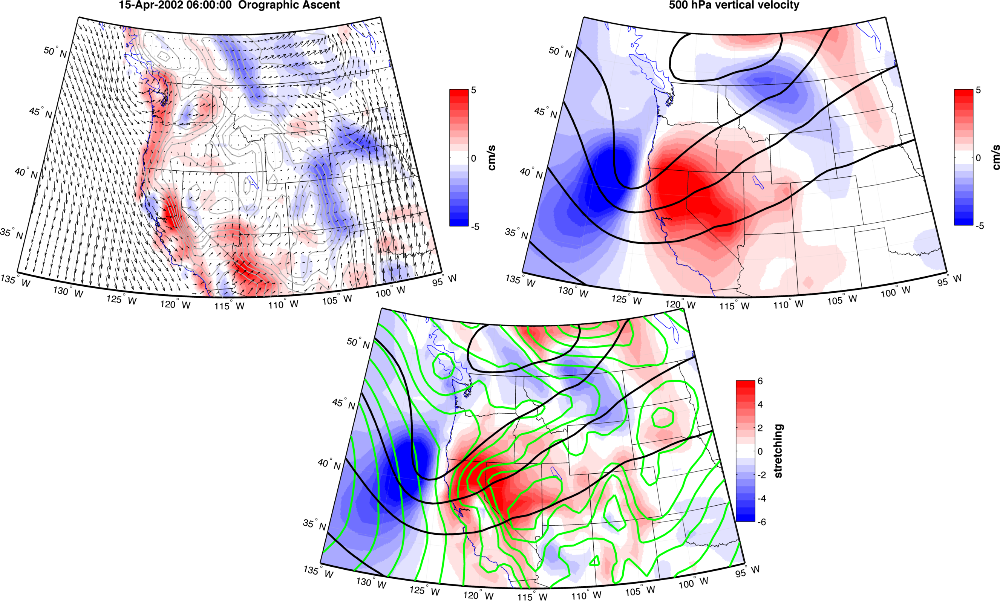 15-Apr-2002 06:00:00  Orographic Ascent
50° N
45° N
40° N
35° N
135° W
130° W
125° W
120° W
115° W
110° W
105° W
100° W
95° W
5
0
-5
cm/s
500 hPa vertical velocity
50° N
45° N
40° N
35° N
135° W
130° W
125° W
120° W
115° W
110° W
105° W
100° W
95° W
5
0
-5
cm/s
50° N
45° N
40° N
35° N
135° W
130° W
125° W
120° W
115° W
110° W
105° W
100° W
95° W
6
4
2
0
-2
-4
-6
stretching